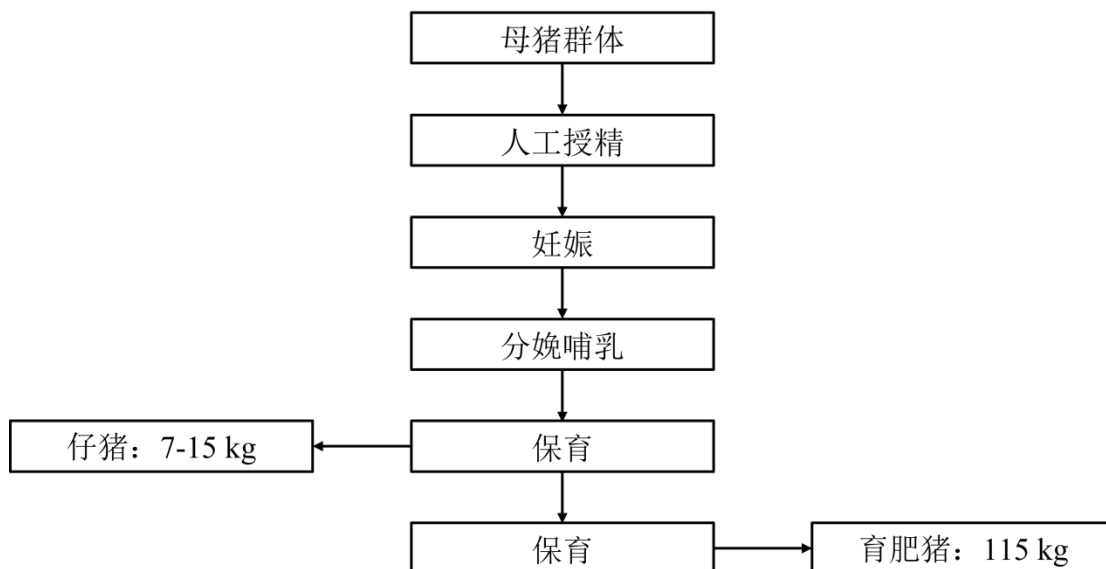 母猪群体
人工授精
妊娠
分娩哺乳
仔猪：7-15 kg
保育
保育
育肥猪：115 kg